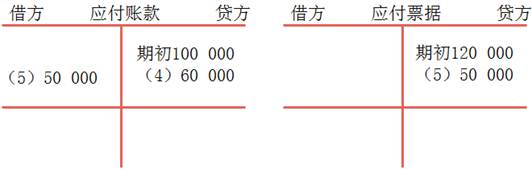 借方 应付账款 贷方
期初100 000
（5）50 000
（4）60 000
借方 应付票据 贷方
期初120 000
（5）50 000